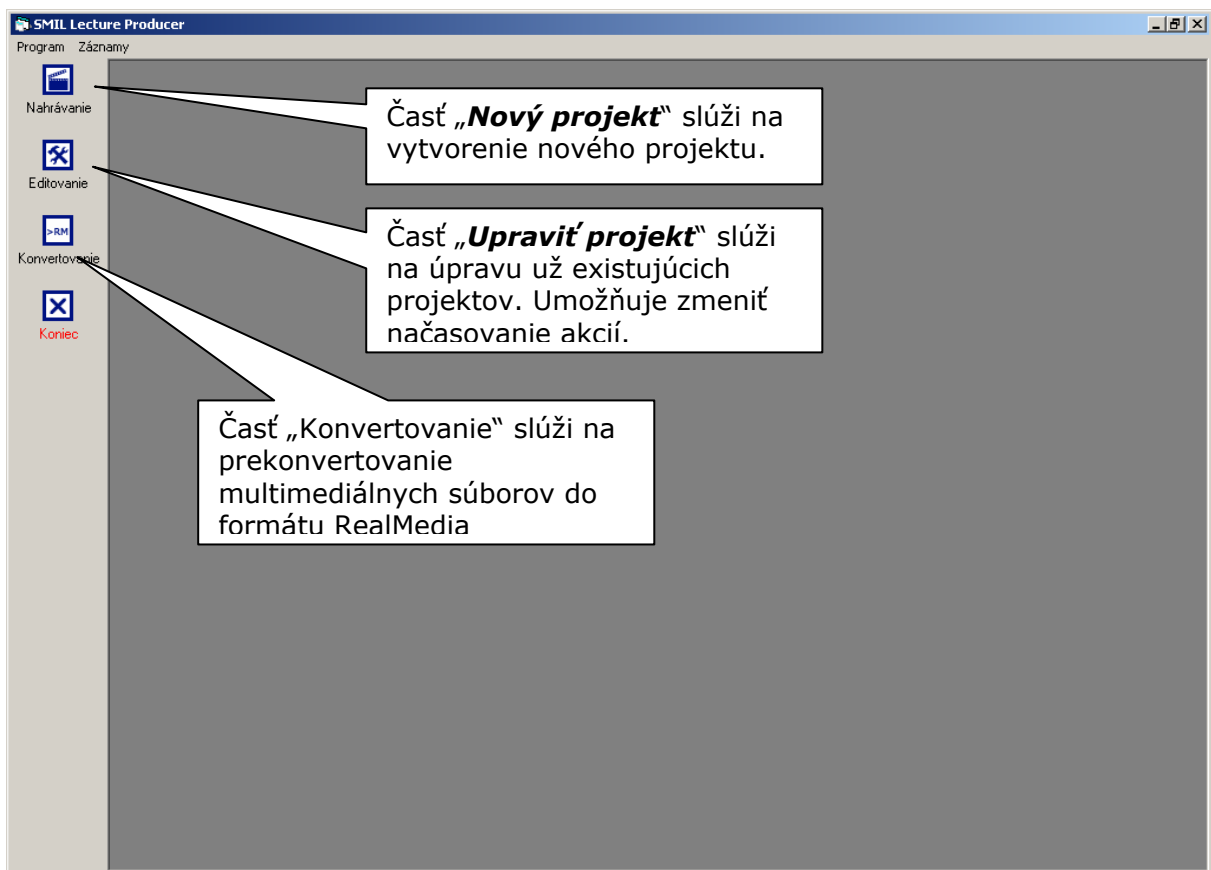 SMIL Lecture Producer
Program Záznamy
Nahrávanie
Editovanie
>RM
Konvertovanie
Koniec
Časť „Nový projekt“ slúži na
vytvorenie nového projektu.
Časť „Upraviť projekt“ slúži
na úpravu už existujúcich
projektov. Umožňuje zmeniť
načasovanie akcií.
Časť „Konvertovanie“ slúži na
prekonvertovanie
multimediálnych súborov do
formátu RealMedia